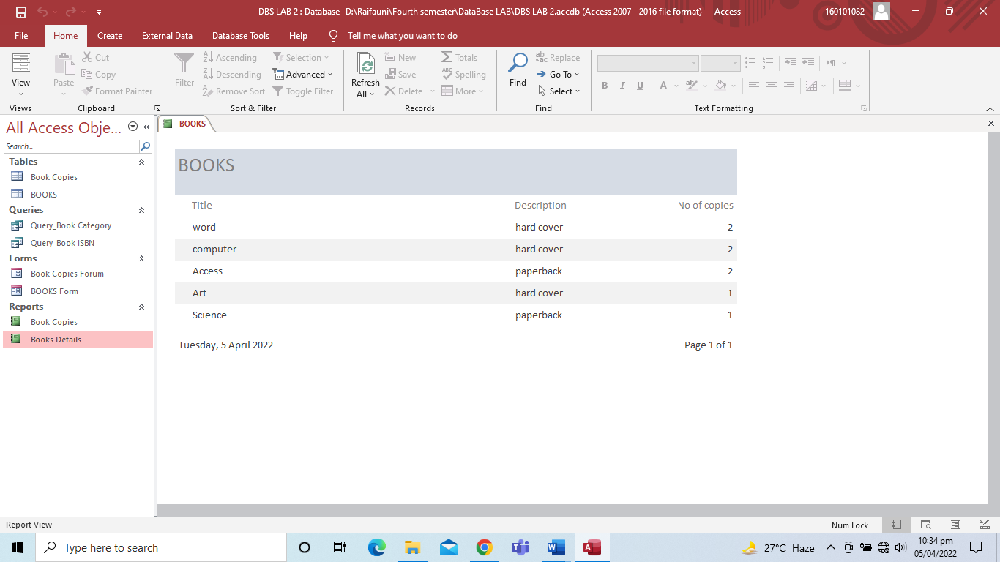 DBS LAB 2 : Database- D:\Raifauni\Fourth semester\DataBase LAB\DBS LAB 2.accdb (Access 2007 - 2016 file format) - Access 160101082
File Home Create External Data Database Tools Help Tell me what you want to do
View
Views
Paste
Cut
Copy
Format Painter
Clipboard
Filter
Ascending
Descending
Remove Sort
Selection
Advanced
Toggle Filter
Sort & Filter
Refresh
All
New
Save
Delete
Totals
Spelling
More
Records
Find
Replace
Go To
Select
Find
B I U A
Text Formatting
All Access Obje...
Search...
Tables
Book Copies
BOOKS
Queries
Query_Book Category
Query_Book ISBN
Forms
Book Copies Forum
BOOKS Form
Reports
Book Copies
Books Details
BOOKS
BOOKS
Title Description No of copies
word hard cover 2
computer hard cover 2
Access paperback 2
Art hard cover 1
Science paperback 1
Tuesday, 5 April 2022 Page 1 of 1
Report View Num Lock
Type here to search
27°C Haze
10:34 pm
05/04/2022